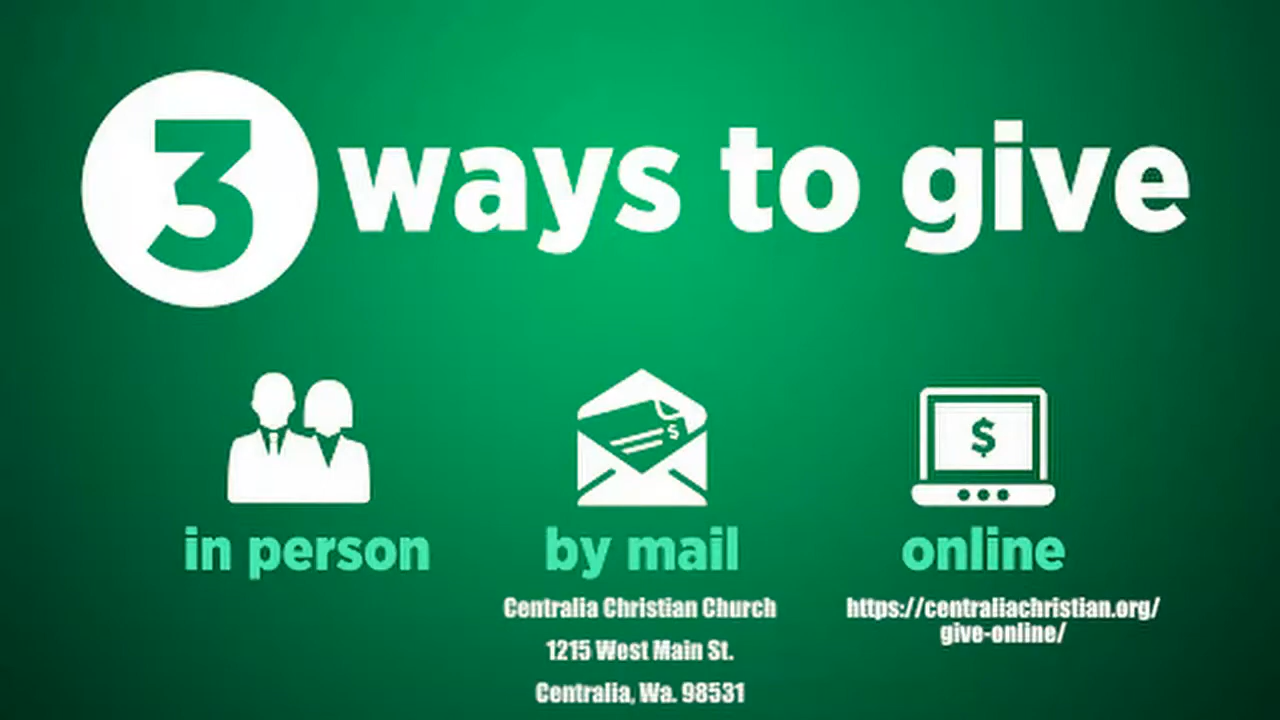 3 ways to give
$
$
in person
by mail
online
Centralia Christian Church
1215 West Main St.
Centralia, Wa. 98531
https://centraliachristian.org/
give-online/